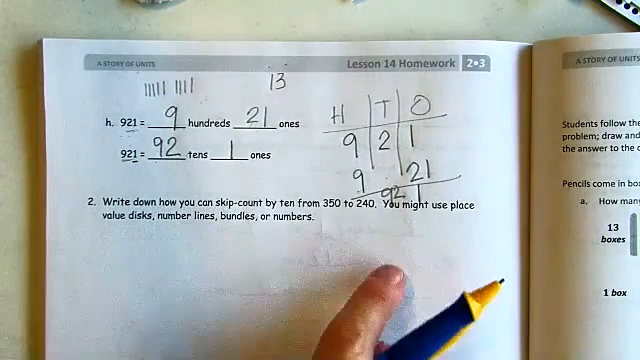 A STORY OF UNITS
Lesson 14 Homework 2•3
13
H T O
h. 921 = 9 hundreds 21 ones
9 2 1
921 = 92 tens 1 ones
9 21
92 1
2. Write down how you can skip-count by ten from 350 to 240. You might use place
value disks, number lines, bundles, or numbers.
A STORY OF UNITS
Students follow the
problem; draw and
the answer to the
Pencils come in
a. How many
13
boxes
1 box